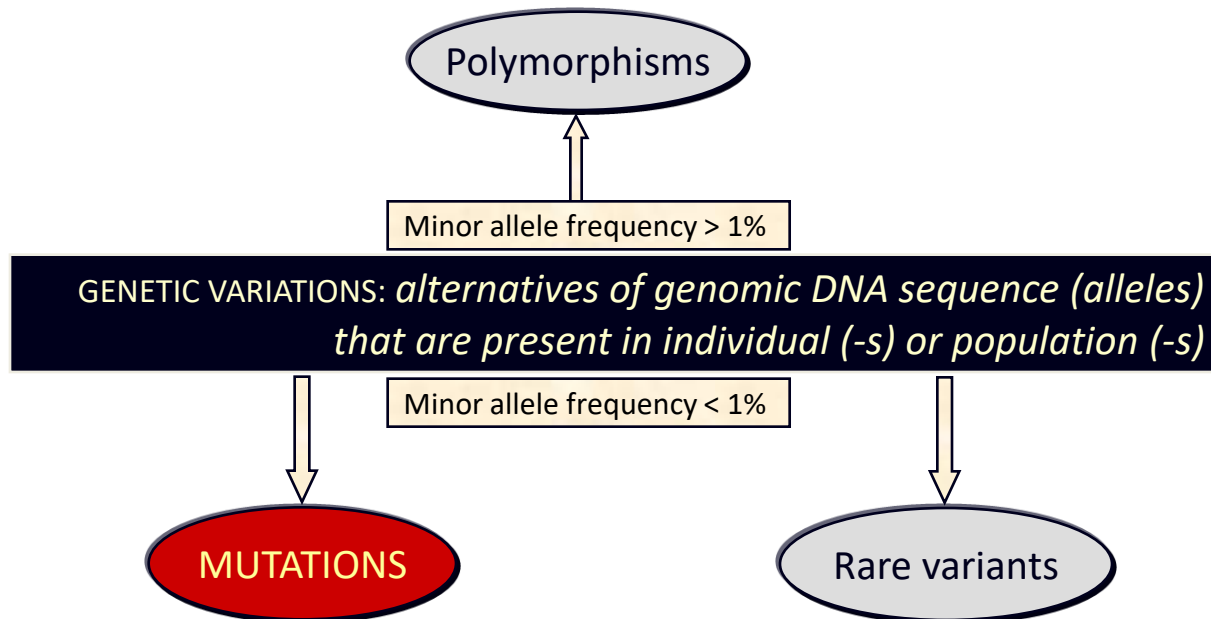 Polymorphisms
Minor allele frequency > 1%
GENETIC VARIATIONS: alternatives of genomic DNA sequence (alleles)
that are present in individual (-s) or population (-s)
Minor allele frequency < 1%
MUTATIONS
Rare variants